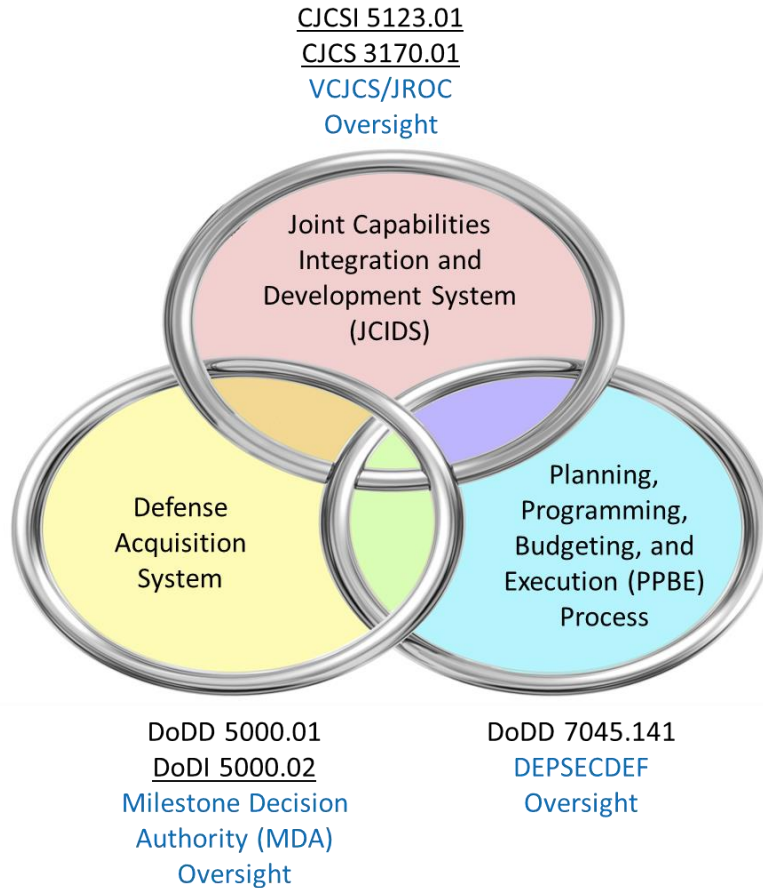 CJCSI 5123.01
CJCS 3170.01
VCJCS/JROC
Oversight
Joint Capabilities
Integration and
Development System
(JCIDS)
Defense
Acquisition
System
Planning,
Programming,
Budgeting, and
Execution (PPBE)
Process
DoDD 5000.01
DoDI 5000.02
Milestone Decision
Authority (MDA)
Oversight
DoDD 7045.141
DEPSECDEF
Oversight